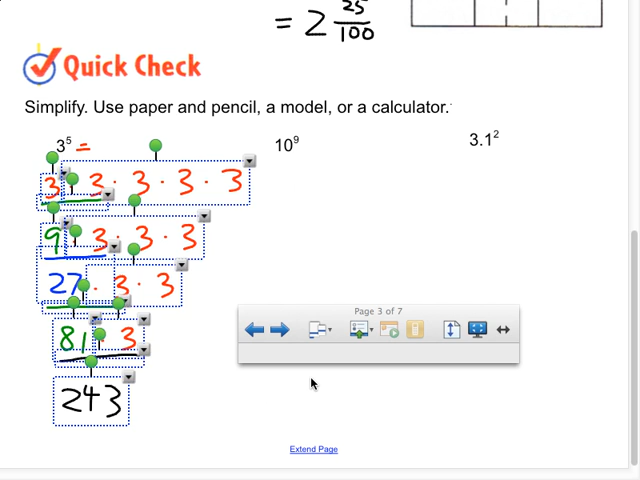 = 2 25/100
Quick Check
Simplify. Use paper and pencil, a model, or a calculator.
3⁵ = 10⁹ 3.1²
3 · 3 · 3 · 3 · 3
9 · 3 · 3 · 3
27 · 3 · 3
81 · 3
243
Page 3 of 7
Extend Page